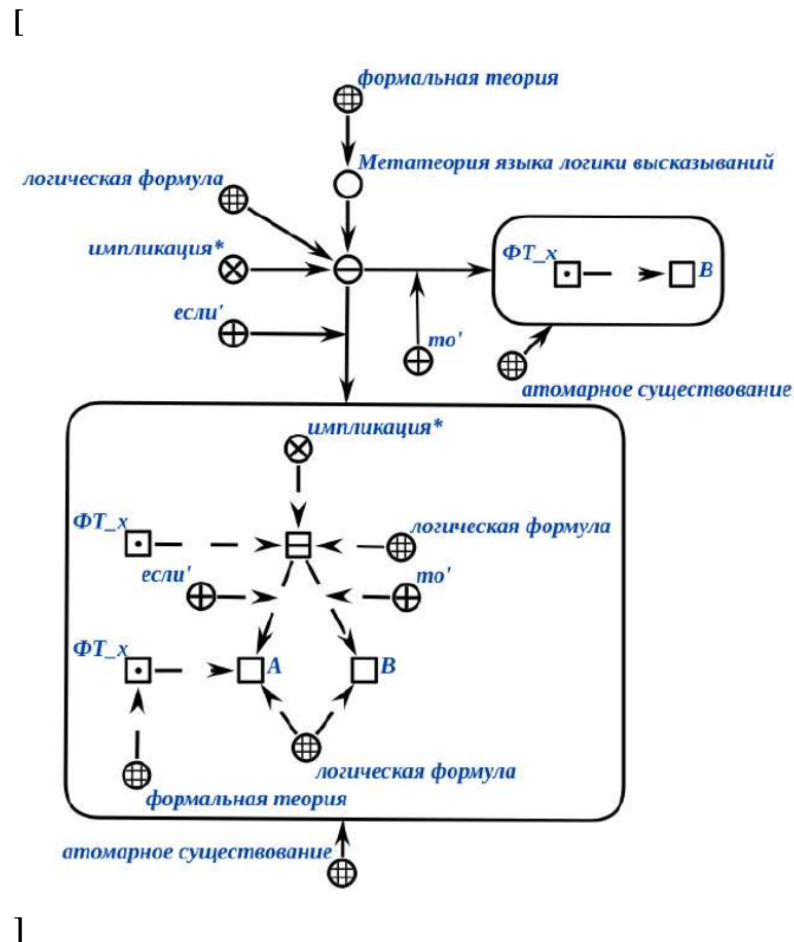 [
формальная теория
Метатеория языка логики высказываний
логическая формула
импликация*
ФТ_x
B
если'
то'
атомарное существование
импликация*
ФТ_x
логическая формула
если'
то'
ФТ_x
A
B
логическая формула
формальная теория
атомарное существование
]